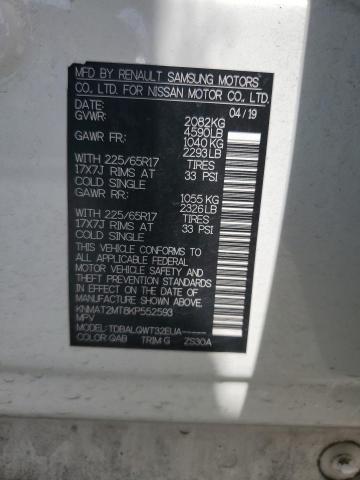 MFD BY RENAULT SAMSUNG MOTORS
CO., LTD. FOR NISSAN MOTOR CO., LTD.
DATE: 04/19
GVWR: 2082KG
4590LB
GAWR FR: 1040 KG
2293LB
WITH 225/65R17 TIRES
17X7J RIMS AT 33 PSI
COLD SINGLE
GAWR RR: 1055 KG
2326LB
WITH 225/65R17 TIRES
17X7J RIMS AT 33 PSI
COLD SINGLE
THIS VEHICLE CONFORMS TO
ALL APPLICABLE FEDERAL
MOTOR VEHICLE SAFETY AND
THEFT PREVENTION STANDARDS
IN EFFECT ON THE DATE OF
MANUFACTURE SHOWN ABOVE.
KNMAT2MT8KP552593
MPV
MODEL: TDBALQWT32EUA-----
COLOR QAB TRIM G ZS30A